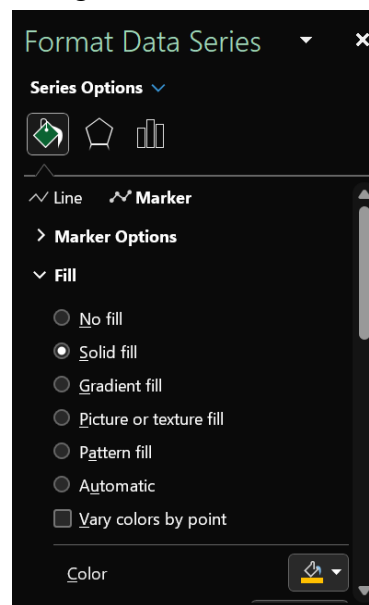 Format Data Series
Series Options
Line Marker
Marker Options
Fill
No fill
Solid fill
Gradient fill
Picture or texture fill
Pattern fill
Automatic
Vary colors by point
Color